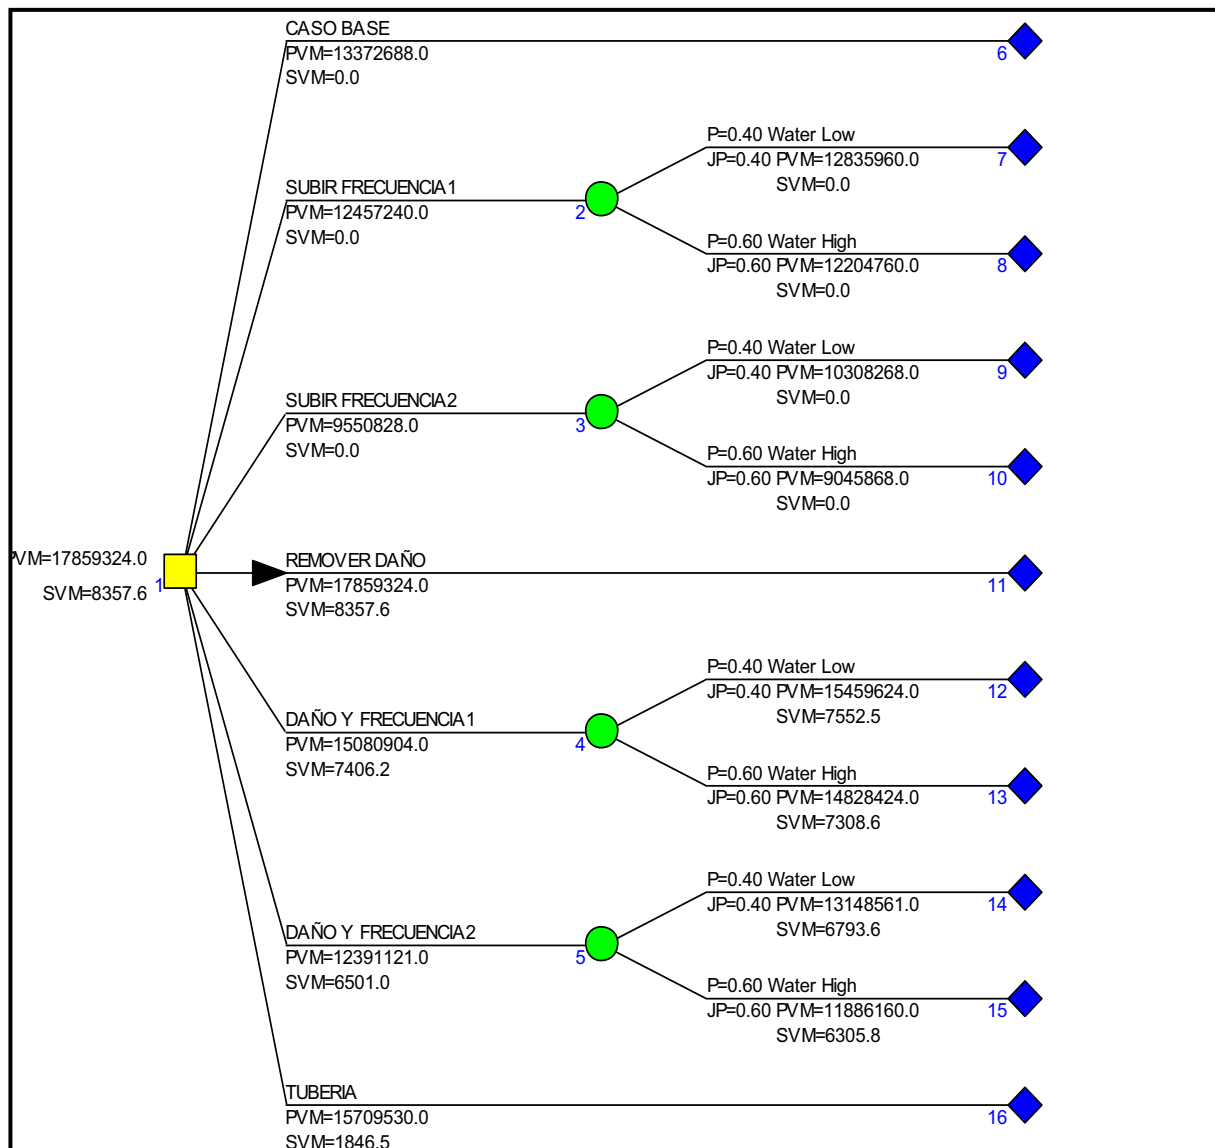 CASO BASE
PVM=13372688.0
SVM=0.0
6
P=0.40 Water Low
JP=0.40 PVM=12835960.0
SVM=0.0
7
SUBIR FRECUENCIA1
PVM=12457240.0
SVM=0.0
2
P=0.60 Water High
JP=0.60 PVM=12204760.0
SVM=0.0
8
P=0.40 Water Low
JP=0.40 PVM=10308268.0
SVM=0.0
9
SUBIR FRECUENCIA2
PVM=9550828.0
SVM=0.0
3
P=0.60 Water High
JP=0.60 PVM=9045868.0
SVM=0.0
10
PVM=17859324.0
SVM=8357.6
1
REMOVER DAÑO
PVM=17859324.0
SVM=8357.6
11
P=0.40 Water Low
JP=0.40 PVM=15459624.0
SVM=7552.5
12
DAÑO Y FRECUENCIA1
PVM=15080904.0
SVM=7406.2
4
P=0.60 Water High
JP=0.60 PVM=14828424.0
SVM=7308.6
13
P=0.40 Water Low
JP=0.40 PVM=13148561.0
SVM=6793.6
14
DAÑO Y FRECUENCIA2
PVM=12391121.0
SVM=6501.0
5
P=0.60 Water High
JP=0.60 PVM=11886160.0
SVM=6305.8
15
TUBERIA
PVM=15709530.0
SVM=1846.5
16